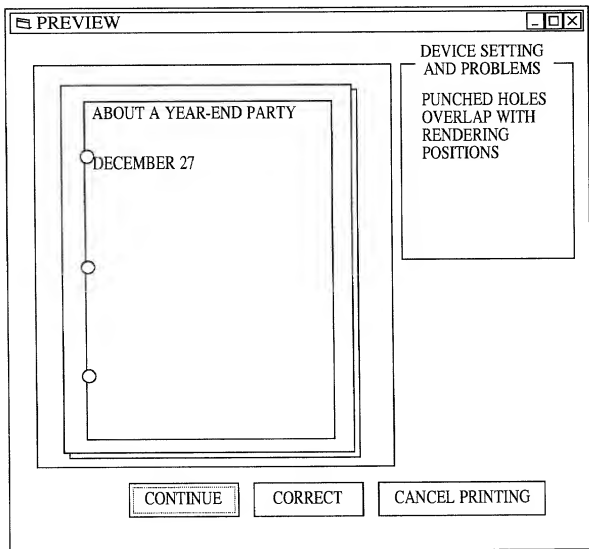 PREVIEW
ABOUT A YEAR-END PARTY
DECEMBER 27
DEVICE SETTING
AND PROBLEMS
PUNCHED HOLES
OVERLAP WITH
RENDERING
POSITIONS
CONTINUE
CORRECT
CANCEL PRINTING